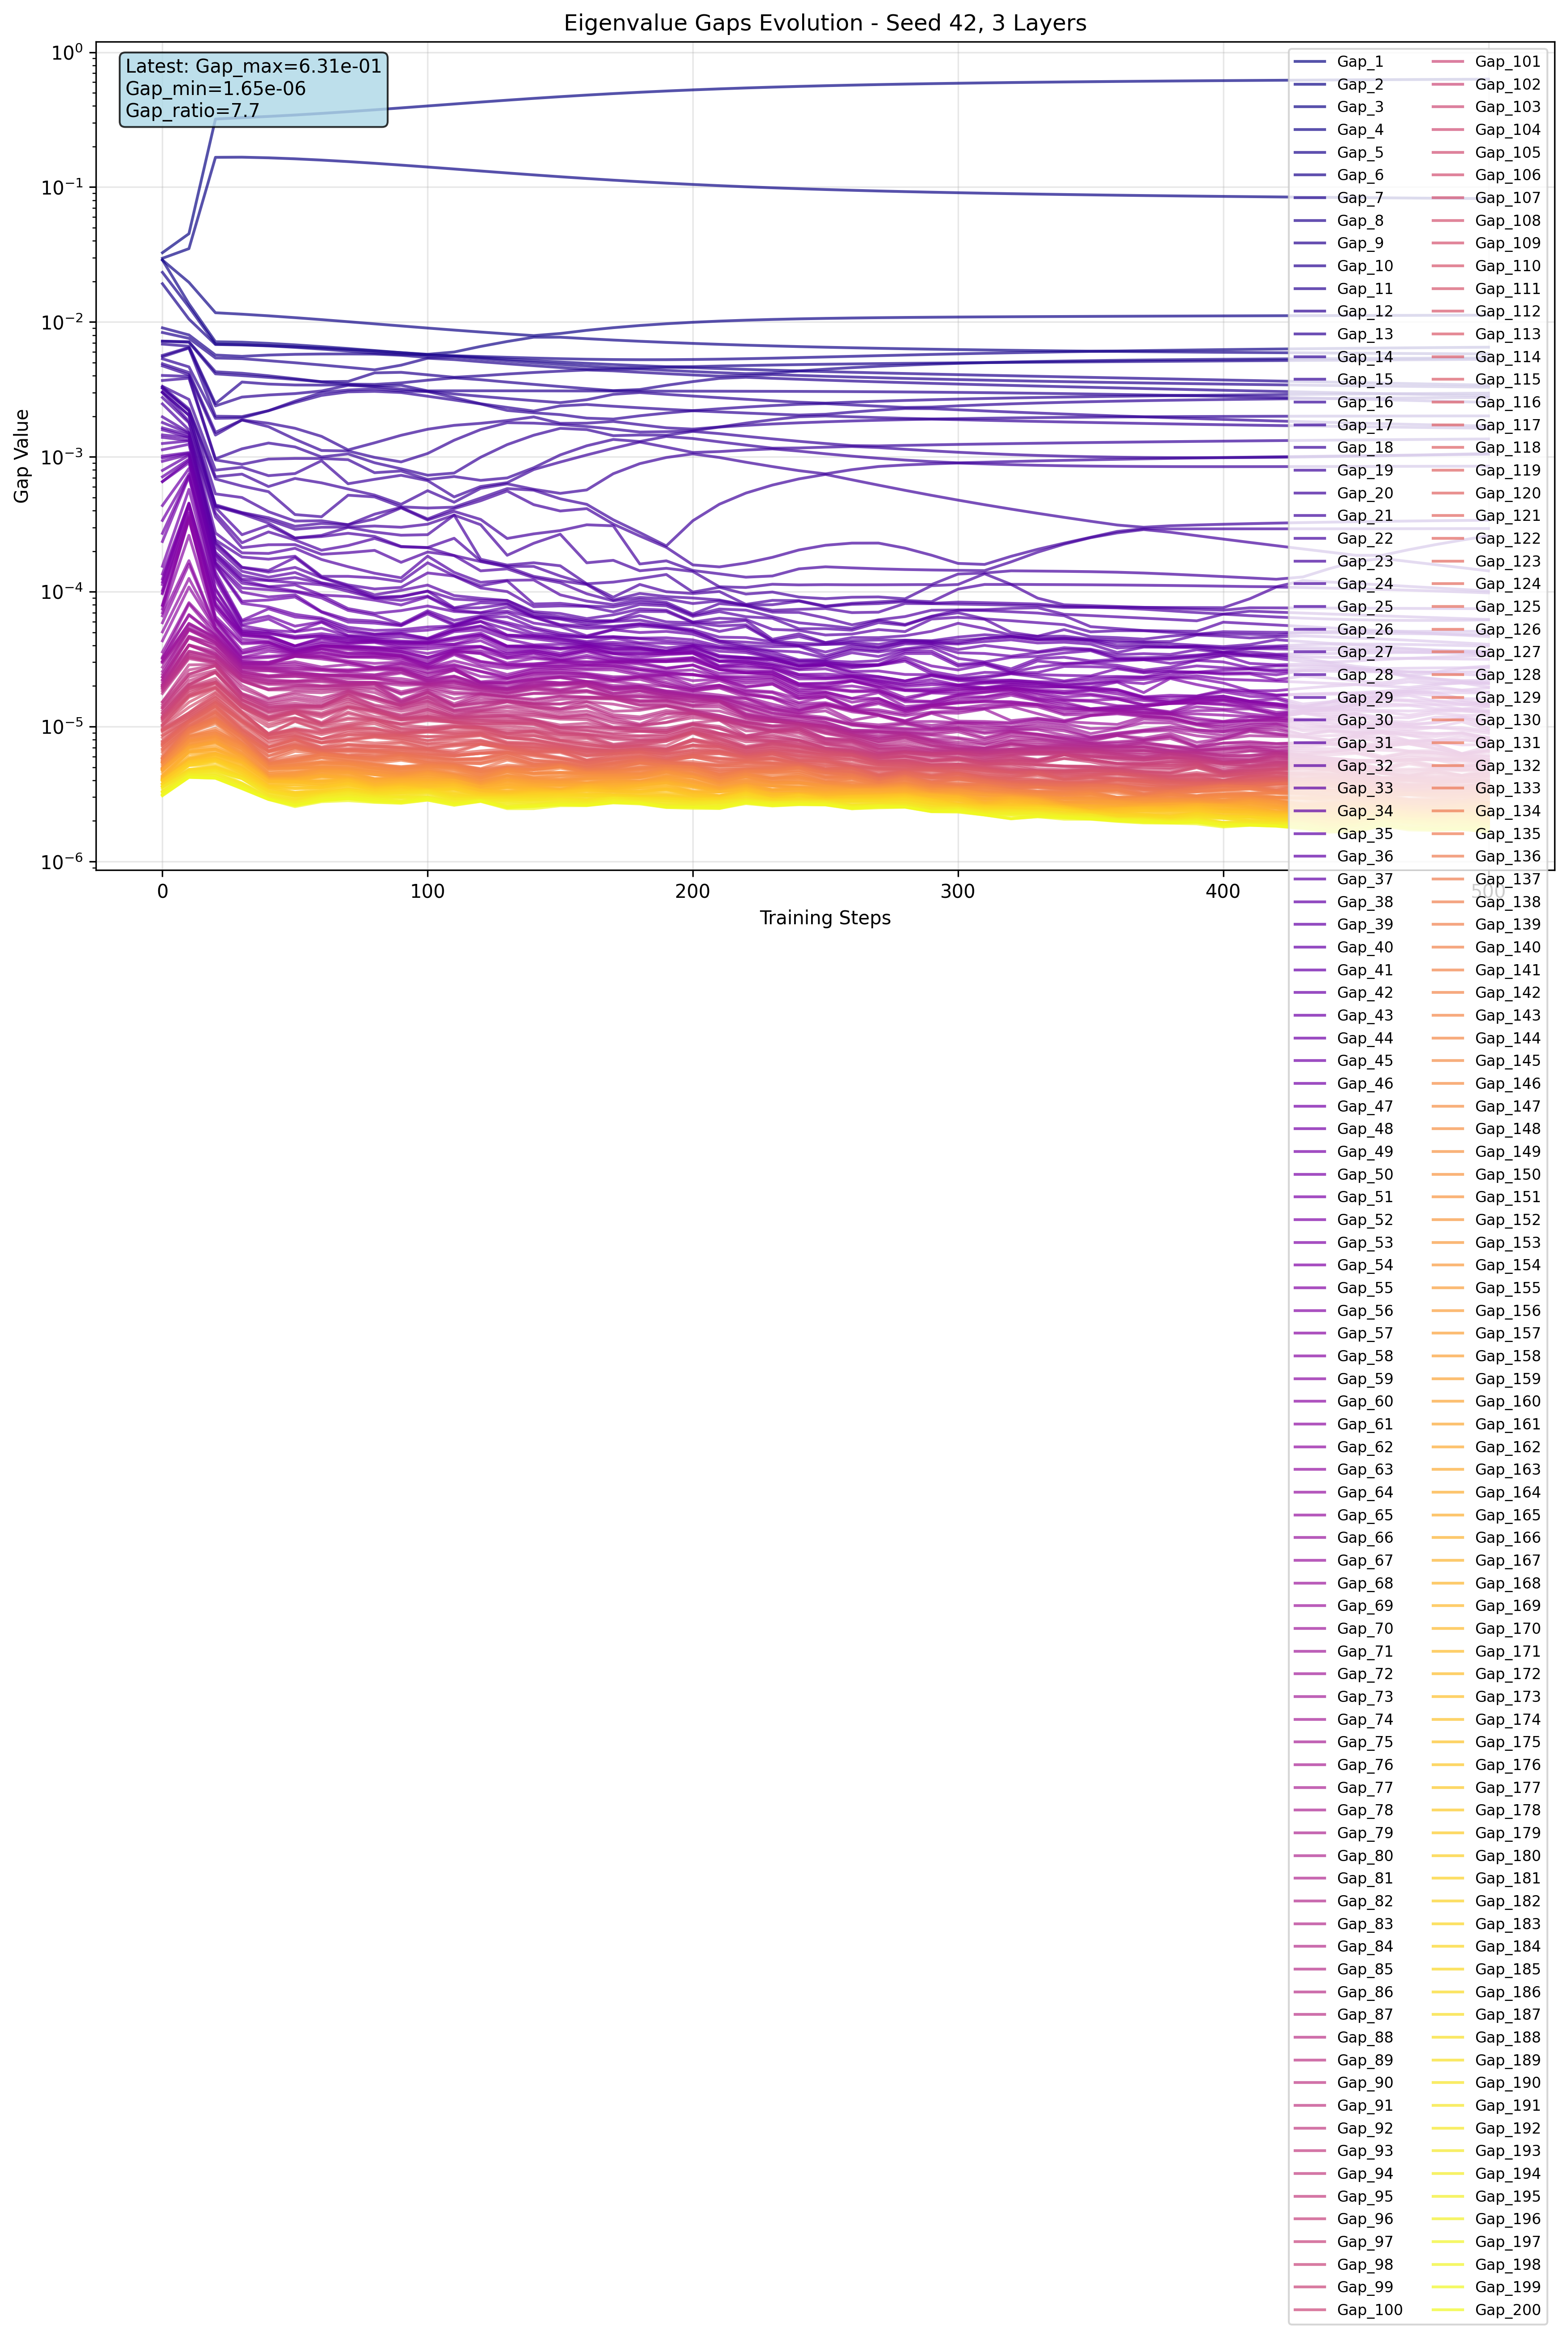 Eigenvalue Gaps Evolution - Seed 42, 3 Layers
Latest: Gap_max=6.31e-01
Gap_min=1.65e-06
Gap_ratio=7.7
Gap Value
10⁰
10⁻¹
10⁻²
10⁻³
10⁻⁴
10⁻⁵
10⁻⁶
0
100
200
300
400
500
Training Steps
Gap_1
Gap_2
Gap_3
Gap_4
Gap_5
Gap_6
Gap_7
Gap_8
Gap_9
Gap_10
Gap_11
Gap_12
Gap_13
Gap_14
Gap_15
Gap_16
Gap_17
Gap_18
Gap_19
Gap_20
Gap_21
Gap_22
Gap_23
Gap_24
Gap_25
Gap_26
Gap_27
Gap_28
Gap_29
Gap_30
Gap_31
Gap_32
Gap_33
Gap_34
Gap_35
Gap_36
Gap_37
Gap_38
Gap_39
Gap_40
Gap_41
Gap_42
Gap_43
Gap_44
Gap_45
Gap_46
Gap_47
Gap_48
Gap_49
Gap_50
Gap_51
Gap_52
Gap_53
Gap_54
Gap_55
Gap_56
Gap_57
Gap_58
Gap_59
Gap_60
Gap_61
Gap_62
Gap_63
Gap_64
Gap_65
Gap_66
Gap_67
Gap_68
Gap_69
Gap_70
Gap_71
Gap_72
Gap_73
Gap_74
Gap_75
Gap_76
Gap_77
Gap_78
Gap_79
Gap_80
Gap_81
Gap_82
Gap_83
Gap_84
Gap_85
Gap_86
Gap_87
Gap_88
Gap_89
Gap_90
Gap_91
Gap_92
Gap_93
Gap_94
Gap_95
Gap_96
Gap_97
Gap_98
Gap_99
Gap_100
Gap_101
Gap_102
Gap_103
Gap_104
Gap_105
Gap_106
Gap_107
Gap_108
Gap_109
Gap_110
Gap_111
Gap_112
Gap_113
Gap_114
Gap_115
Gap_116
Gap_117
Gap_118
Gap_119
Gap_120
Gap_121
Gap_122
Gap_123
Gap_124
Gap_125
Gap_126
Gap_127
Gap_128
Gap_129
Gap_130
Gap_131
Gap_132
Gap_133
Gap_134
Gap_135
Gap_136
Gap_137
Gap_138
Gap_139
Gap_140
Gap_141
Gap_142
Gap_143
Gap_144
Gap_145
Gap_146
Gap_147
Gap_148
Gap_149
Gap_150
Gap_151
Gap_152
Gap_153
Gap_154
Gap_155
Gap_156
Gap_157
Gap_158
Gap_159
Gap_160
Gap_161
Gap_162
Gap_163
Gap_164
Gap_165
Gap_166
Gap_167
Gap_168
Gap_169
Gap_170
Gap_171
Gap_172
Gap_173
Gap_174
Gap_175
Gap_176
Gap_177
Gap_178
Gap_179
Gap_180
Gap_181
Gap_182
Gap_183
Gap_184
Gap_185
Gap_186
Gap_187
Gap_188
Gap_189
Gap_190
Gap_191
Gap_192
Gap_193
Gap_194
Gap_195
Gap_196
Gap_197
Gap_198
Gap_199
Gap_200